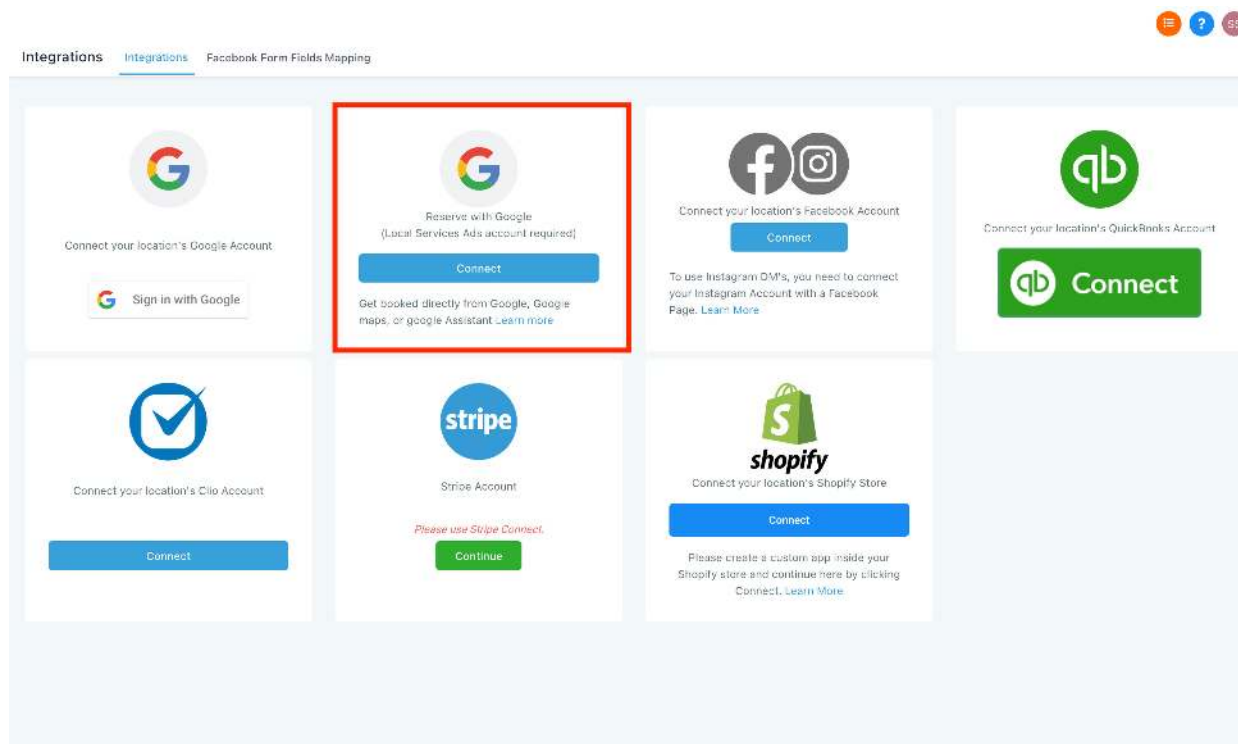 ?
SS
Integrations Integrations Facebook Form Fields Mapping
Connect your location's Google Account
Sign in with Google
Reserve with Google
(Local Services Ads account required)
Connect
Get booked directly from Google, Google
maps, or google Assistant Learn more
Connect your location's Facebook Account
Connect
To use Instagram DM's, you need to connect
your Instagram Account with a Facebook
Page. Learn More
qb
Connect your location's QuickBooks Account
qb Connect
Connect your location's Clio Account
Connect
stripe
Stripe Account
Please use Stripe Connect.
Continue
shopify
Connect your location's Shopify Store
Connect
Please create a custom app inside your
Shopify store and continue here by clicking
Connect. Learn More